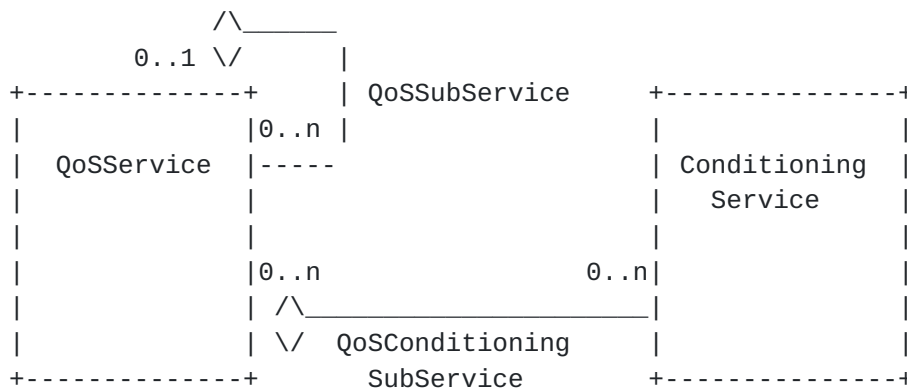 0..1
QoSSubService
0..n
QoSService
Conditioning
Service
0..n 0..n
QoSConditioning
SubService